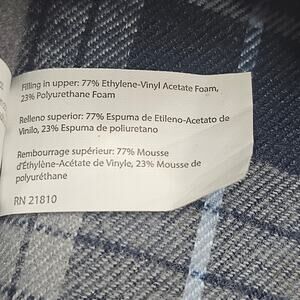 Filling in upper: 77% Ethylene-Vinyl Acetate Foam,
23% Polyurethane Foam
Relleno superior: 77% Espuma de Etileno-Acetato de
Vinilo, 23% Espuma de poliuretano
Rembourrage supérieur: 77% Mousse
d'Éthylène-Acétate de Vinyle, 23% Mousse de
polyuréthane
RN 21810